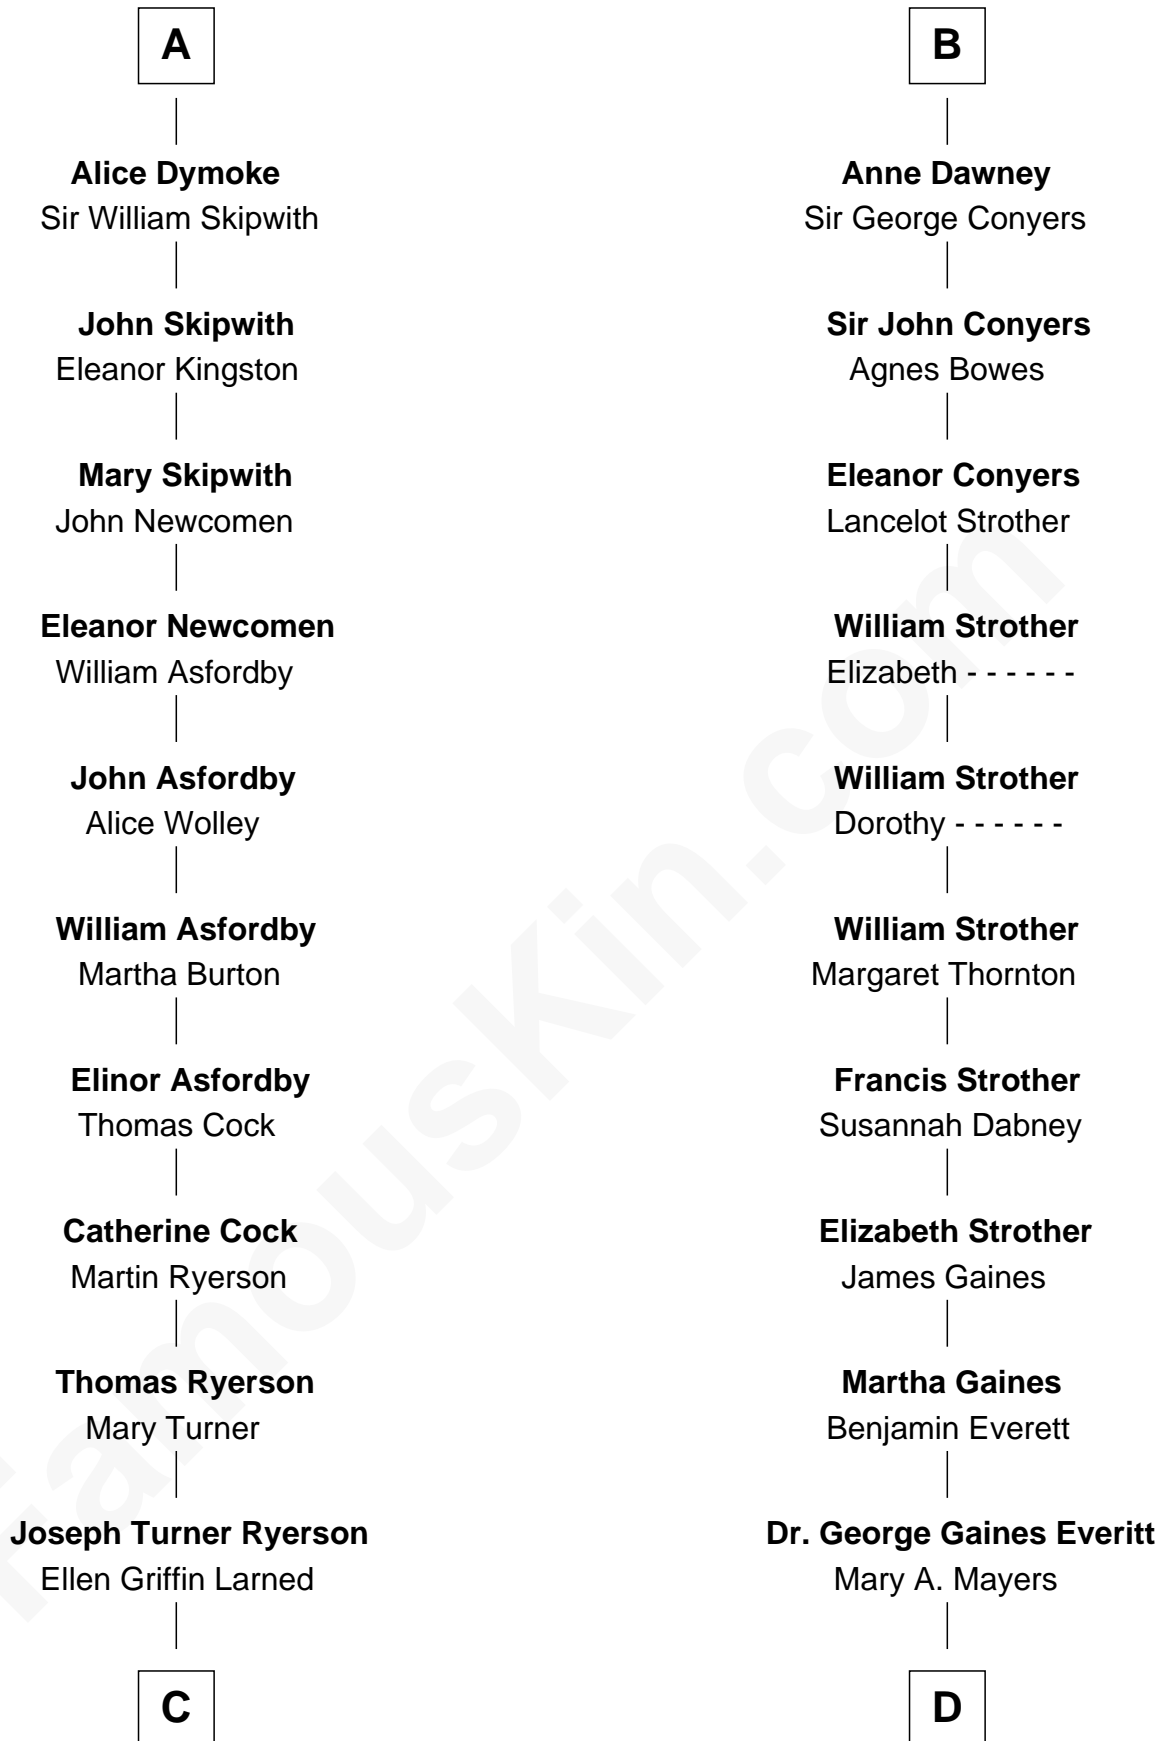 A
Alice Dymoke
Sir William Skipwith
John Skipwith
Eleanor Kingston
Mary Skipwith
John Newcomen
Eleanor Newcomen
William Asfordby
John Asfordby
Alice Wolley
William Asfordby
Martha Burton
Elinor Asfordby
Thomas Cock
Catherine Cock
Martin Ryerson
Thomas Ryerson
Mary Turner
Joseph Turner Ryerson
Ellen Griffin Larned
C
B
Anne Dawney
Sir George Conyers
Sir John Conyers
Agnes Bowes
Eleanor Conyers
Lancelot Strother
William Strother
Elizabeth - - - - - -
William Strother
Dorothy - - - - - -
William Strother
Margaret Thornton
Francis Strother
Susannah Dabney
Elizabeth Strother
James Gaines
Martha Gaines
Benjamin Everett
Dr. George Gaines Everitt
Mary A. Mayers
D
FamousKin.com